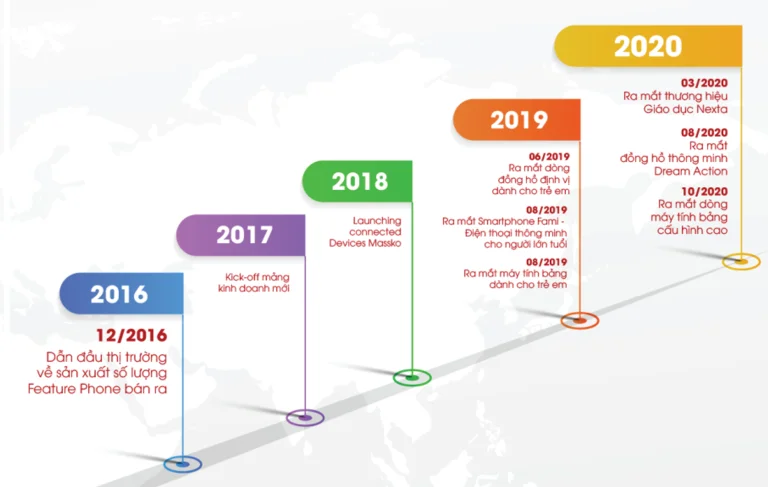 2016
12/2016
Dẫn đầu thị trường
về sản xuất số lượng
Feature Phone bán ra
2017
Kick-off mảng
kinh doanh mới
2018
Launching
connected
Devices Massko
2019
06/2019
Ra mắt dòng
đồng hồ định vị
dành cho trẻ em
08/2019
Ra mắt Smartphone Fami -
Điện thoại thông minh
cho người lớn tuổi
08/2019
Ra mắt máy tính bảng
dành cho trẻ em
2020
03/2020
Ra mắt thương hiệu
Giáo dục Nexta
08/2020
Ra mắt
đồng hồ thông minh
Dream Action
10/2020
Ra mắt dòng
máy tính bảng
cấu hình cao